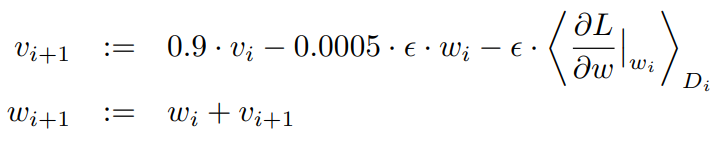 v_{i+1} := 0.9 · v_i − 0.0005 · ϵ · w_i − ϵ · ⟨ ∂L/∂w |_{w_i} ⟩_{D_i}
w_{i+1} := w_i + v_{i+1}